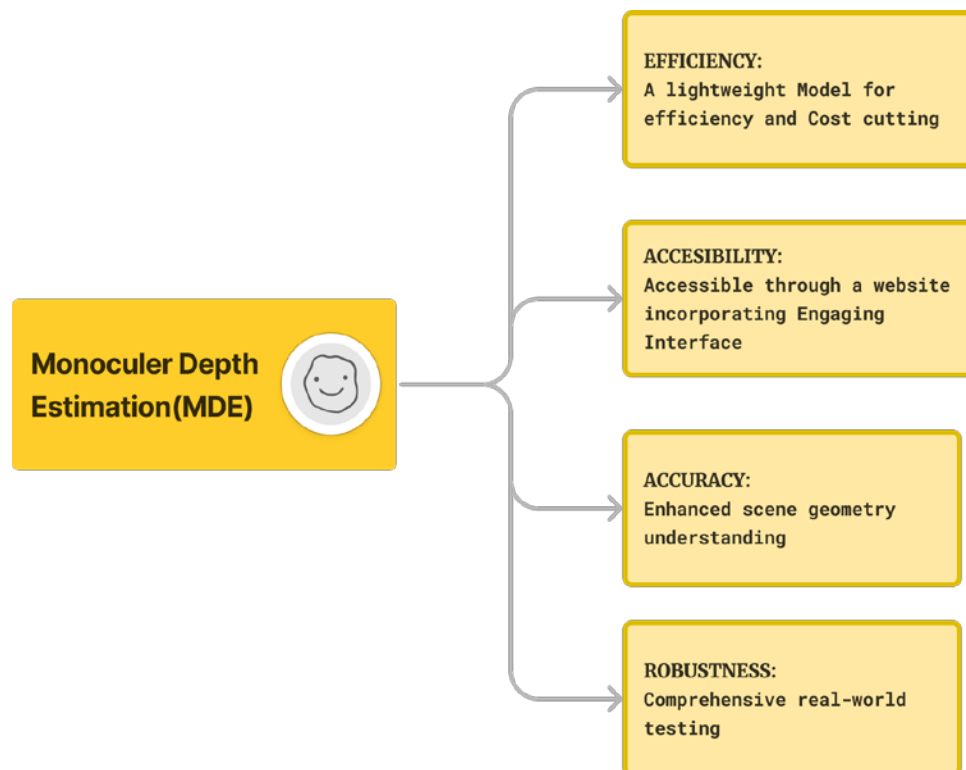 Monoculer Depth
Estimation(MDE)
EFFICIENCY:
A lightweight Model for
efficiency and Cost cutting
ACCESIBILITY:
Accessible through a website
incorporating Engaging
Interface
ACCURACY:
Enhanced scene geometry
understanding
ROBUSTNESS:
Comprehensive real-world
testing